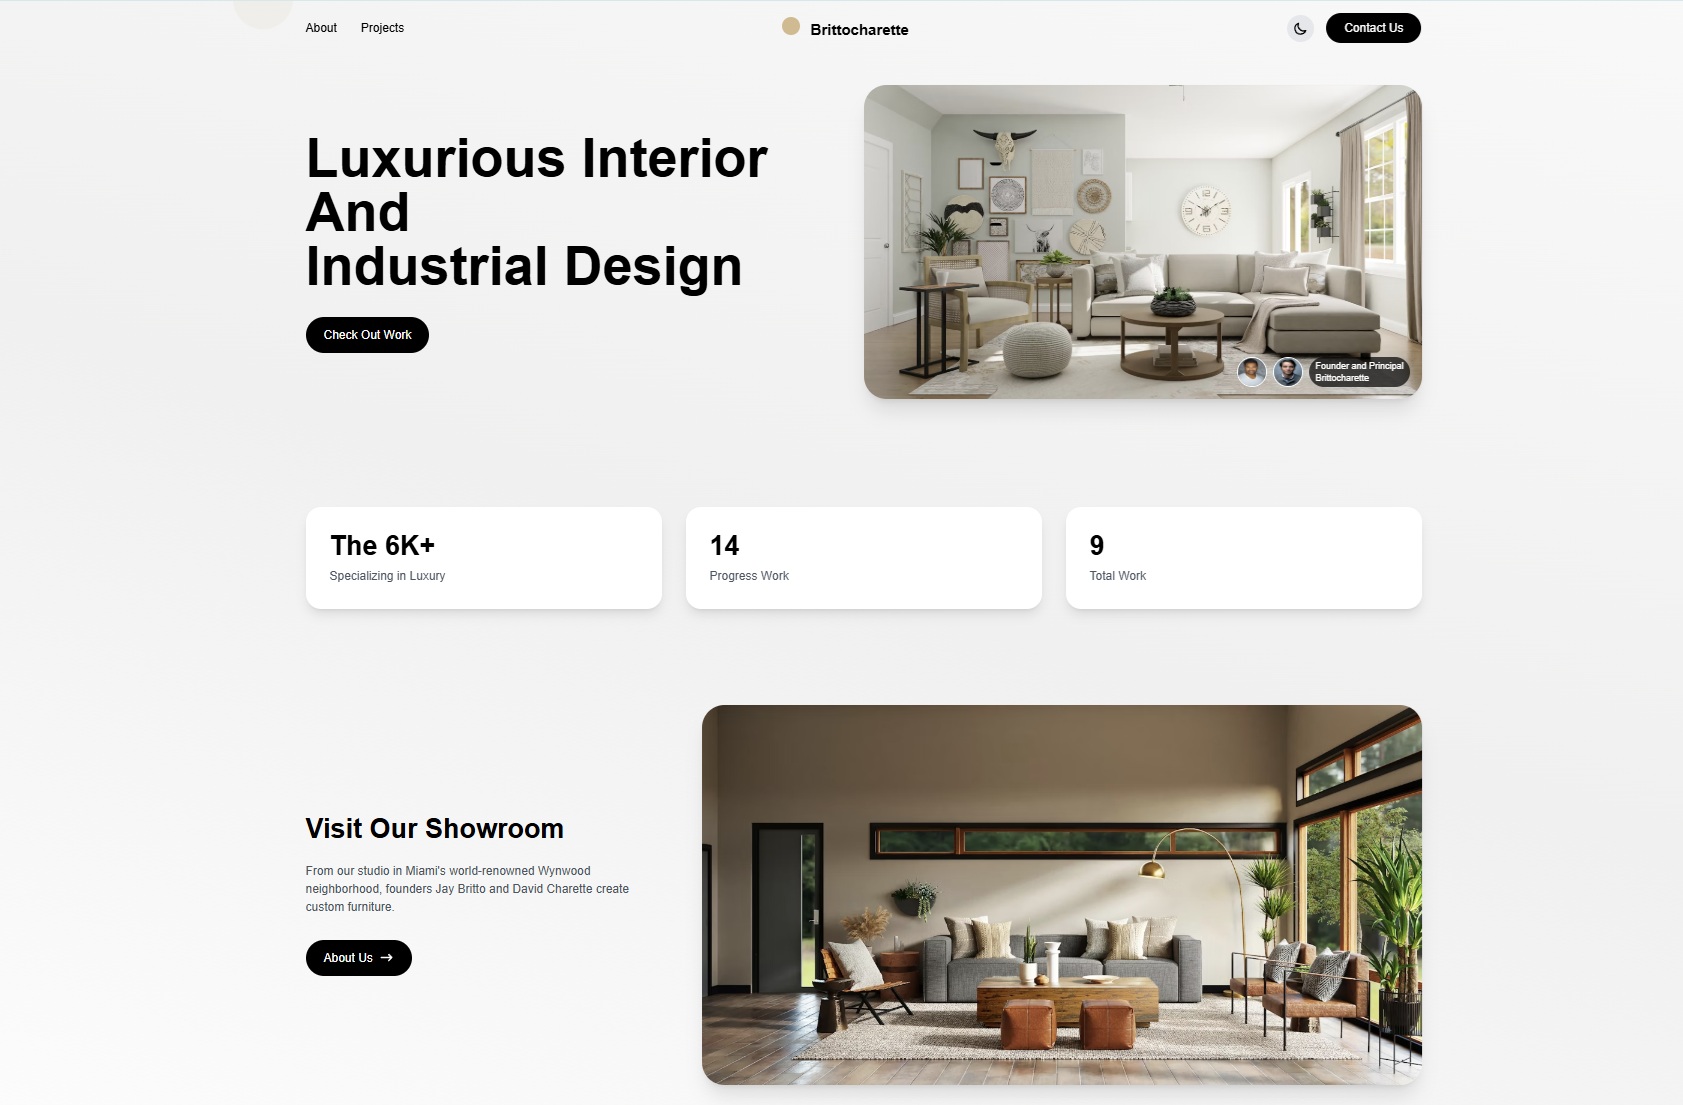 About
Projects
Brittocharette
Contact Us
Luxurious Interior
And
Industrial Design
Check Out Work
Founder and Principal
Brittocharette
The 6K+
Specializing in Luxury
14
Progress Work
9
Total Work
Visit Our Showroom
From our studio in Miami's world-renowned Wynwood
neighborhood, founders Jay Britto and David Charette create
custom furniture.
About Us